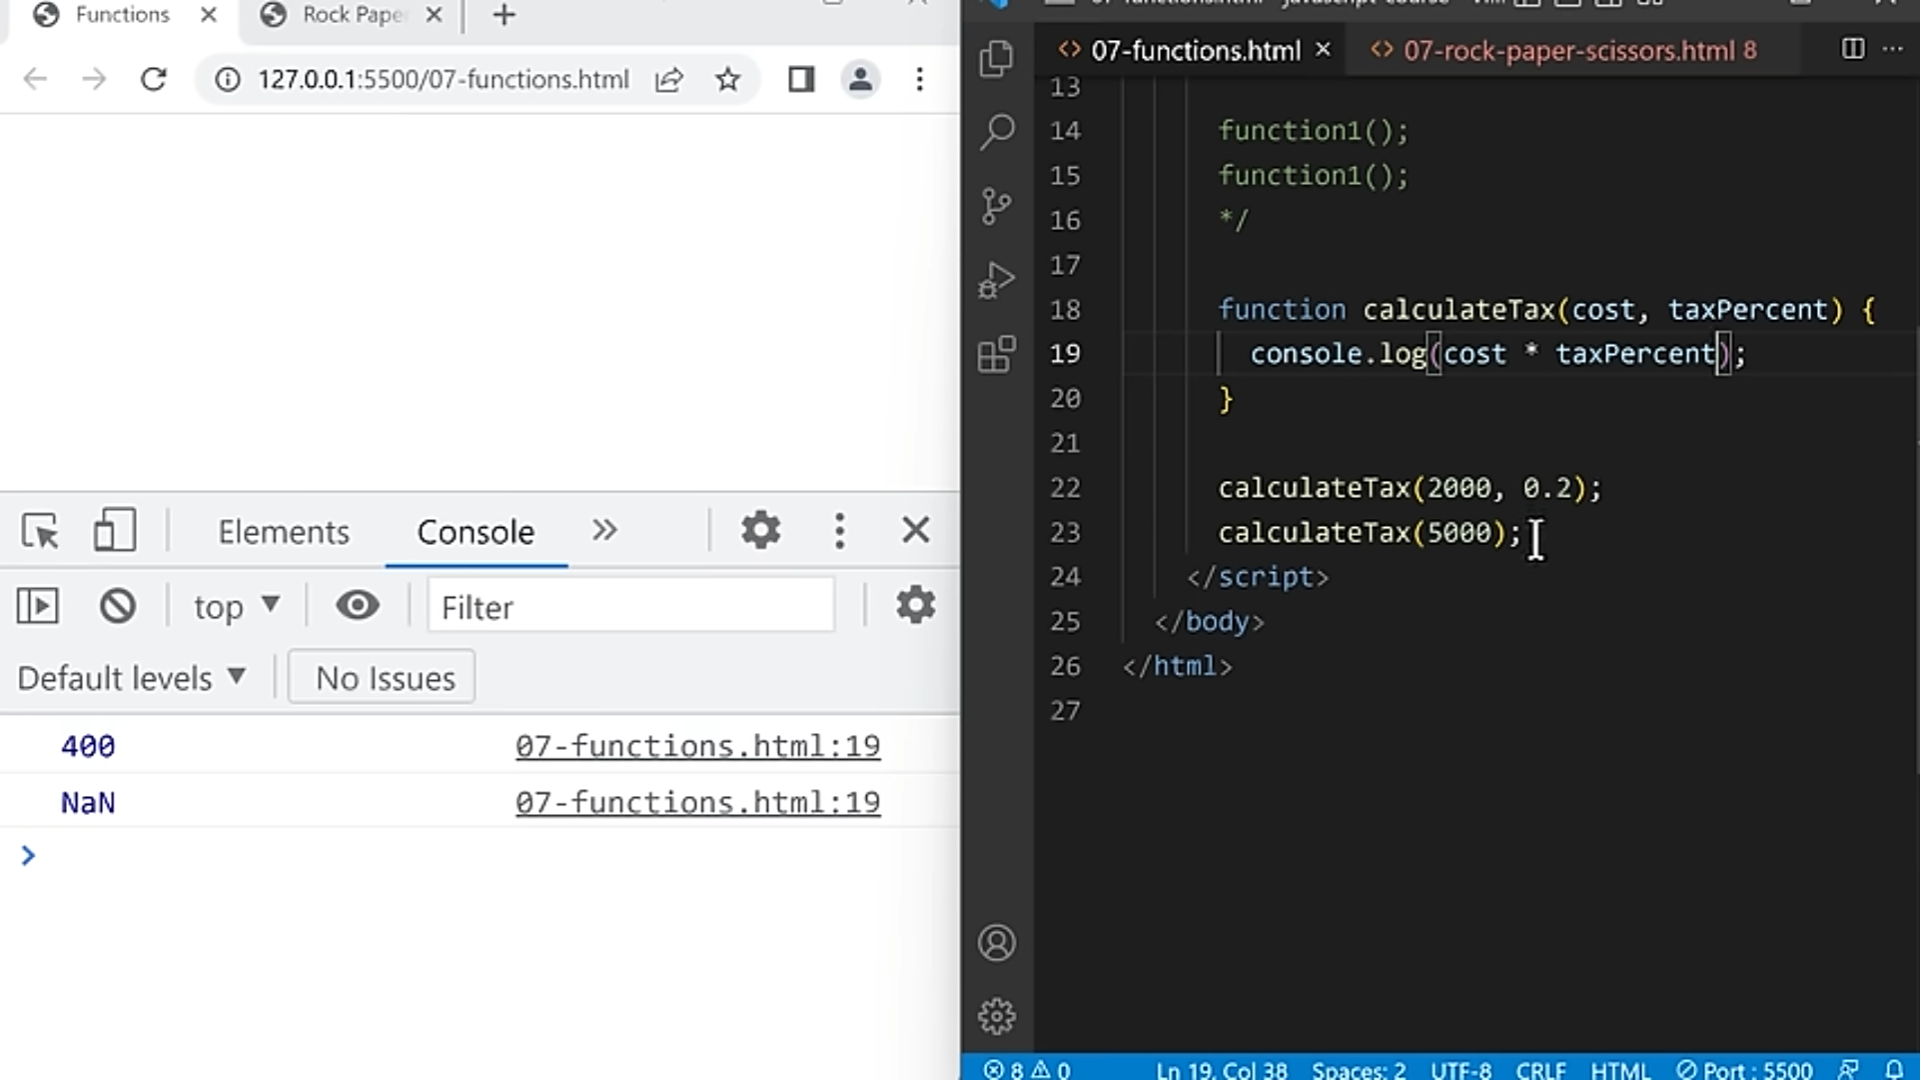 Functions
Rock Pape
127.0.0.1:5500/07-functions.html
Elements
Console
top
Filter
Default levels
No Issues
400
07-functions.html:19
NaN
07-functions.html:19
07-functions.html
07-rock-paper-scissors.html 8
13
14 function1();
15 function1();
16 */
17
18 function calculateTax(cost, taxPercent) {
19 console.log(cost * taxPercent);
20 }
21
22 calculateTax(2000, 0.2);
23 calculateTax(5000);
24 </script>
25 </body>
26 </html>
27
8 0 Ln 19, Col 38 Spaces: 2 UTF-8 CRLF HTML Port : 5500